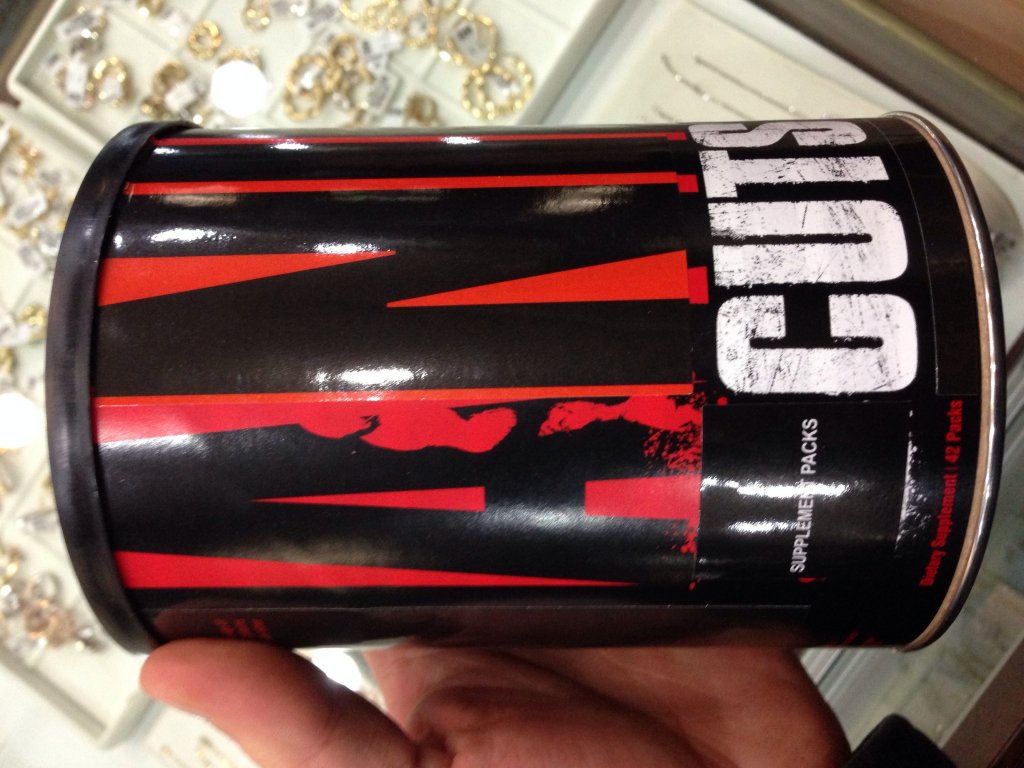 SUPPLEMENT PACKS
CUTS
Dietary Supplement | 42 Packs